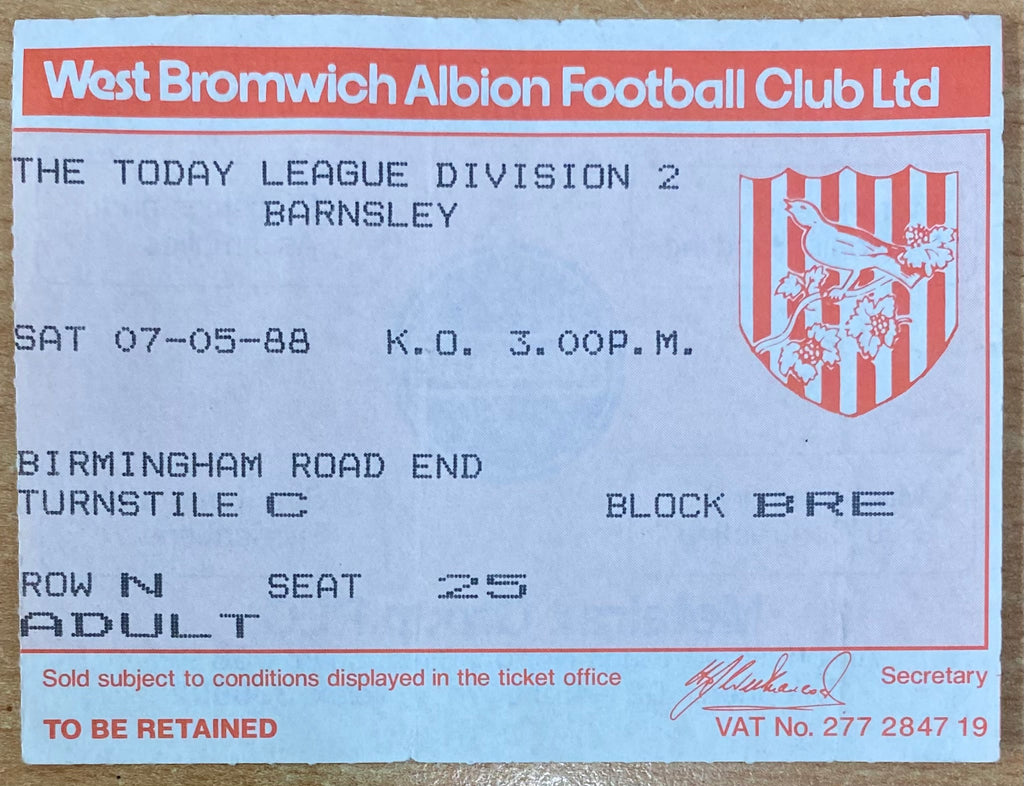 West Bromwich Albion Football Club Ltd
THE TODAY LEAGUE DIVISION 2
BARNSLEY
SAT 07-05-88 K.O. 3.00P.M.
BIRMINGHAM ROAD END
TURNSTILE C BLOCK BRE
ROW N SEAT 25
ADULT
Sold subject to conditions displayed in the ticket office
Secretary
TO BE RETAINED
VAT No. 277 2847 19